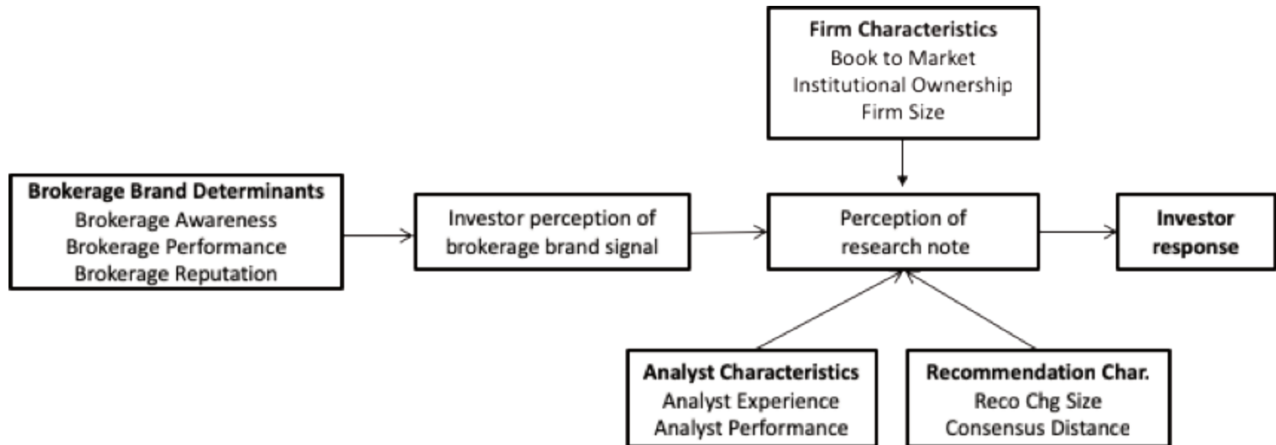 Firm Characteristics
Book to Market
Institutional Ownership
Firm Size
Brokerage Brand Determinants
Brokerage Awareness
Brokerage Performance
Brokerage Reputation
Investor perception of
brokerage brand signal
Perception of
research note
Investor
response
Analyst Characteristics
Analyst Experience
Analyst Performance
Recommendation Char.
Reco Chg Size
Consensus Distance